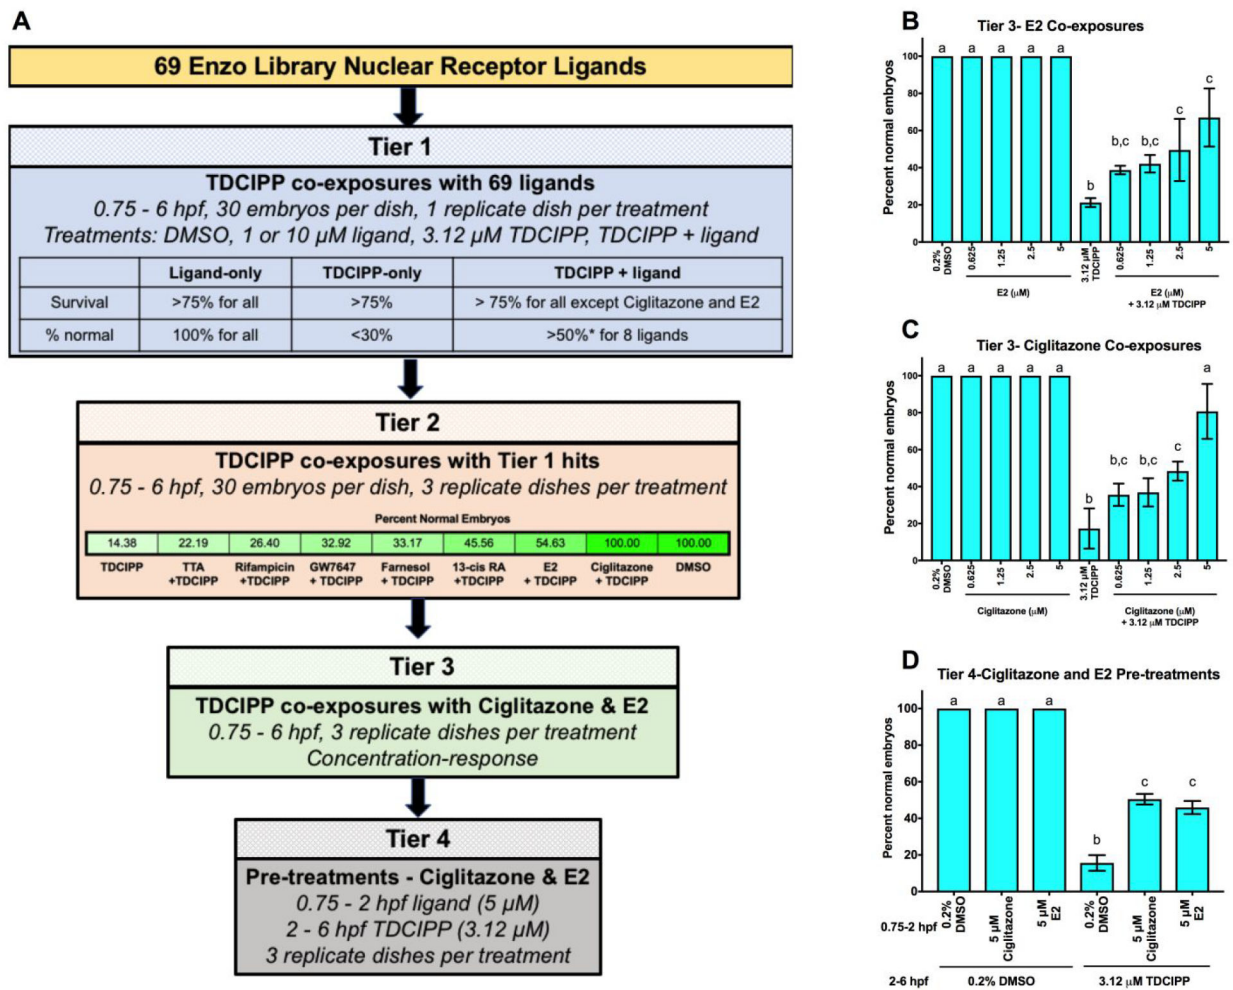 A
69 Enzo Library Nuclear Receptor Ligands
Tier 1
TDCIPP co-exposures with 69 ligands
0.75 - 6 hpf, 30 embryos per dish, 1 replicate dish per treatment
Treatments: DMSO, 1 or 10 µM ligand, 3.12 µM TDCIPP, TDCIPP + ligand
Ligand-only TDCIPP-only TDCIPP + ligand
Survival >75% for all >75% > 75% for all except Ciglitazone and E2
% normal 100% for all <30% >50%* for 8 ligands
Tier 2
TDCIPP co-exposures with Tier 1 hits
0.75 - 6 hpf, 30 embryos per dish, 3 replicate dishes per treatment
Percent Normal Embryos
14.38 22.19 26.40 32.92 33.17 45.56 54.63 100.00 100.00
TDCIPP TTA Rifampicin GW7647 Farnesol 13-cis RA E2 Ciglitazone DMSO
+TDCIPP +TDCIPP + TDCIPP + TDCIPP +TDCIPP + TDCIPP + TDCIPP
Tier 3
TDCIPP co-exposures with Ciglitazone & E2
0.75 - 6 hpf, 3 replicate dishes per treatment
Concentration-response
Tier 4
Pre-treatments - Ciglitazone & E2
0.75 - 2 hpf ligand (5 µM)
2 - 6 hpf TDCIPP (3.12 µM)
3 replicate dishes per treatment
B
Tier 3- E2 Co-exposures
Percent normal embryos
100
80
60
40
20
0
a a a a a b b,c b,c c c
0.2% DMSO 0.625 1.25 2.5 5 3.12 µM TDCIPP 0.625 1.25 2.5 5
E2 (µM) E2 (µM)
+ 3.12 µM TDCIPP
C
Tier 3- Ciglitazone Co-exposures
Percent normal embryos
100
80
60
40
20
0
a a a a a b b,c b,c c a
0.2% DMSO 0.625 1.25 2.5 5 3.12 µM TDCIPP 0.625 1.25 2.5 5
Ciglitazone (µM) Ciglitazone (µM)
+ 3.12 µM TDCIPP
D
Tier 4-Ciglitazone and E2 Pre-treatments
Percent normal embryos
100
80
60
40
20
0
a a a b c c
0.75-2 hpf 0.2% DMSO 5 µM Ciglitazone 5 µM E2 0.2% DMSO 5 µM Ciglitazone 5 µM E2
2-6 hpf 0.2% DMSO 3.12 µM TDCIPP